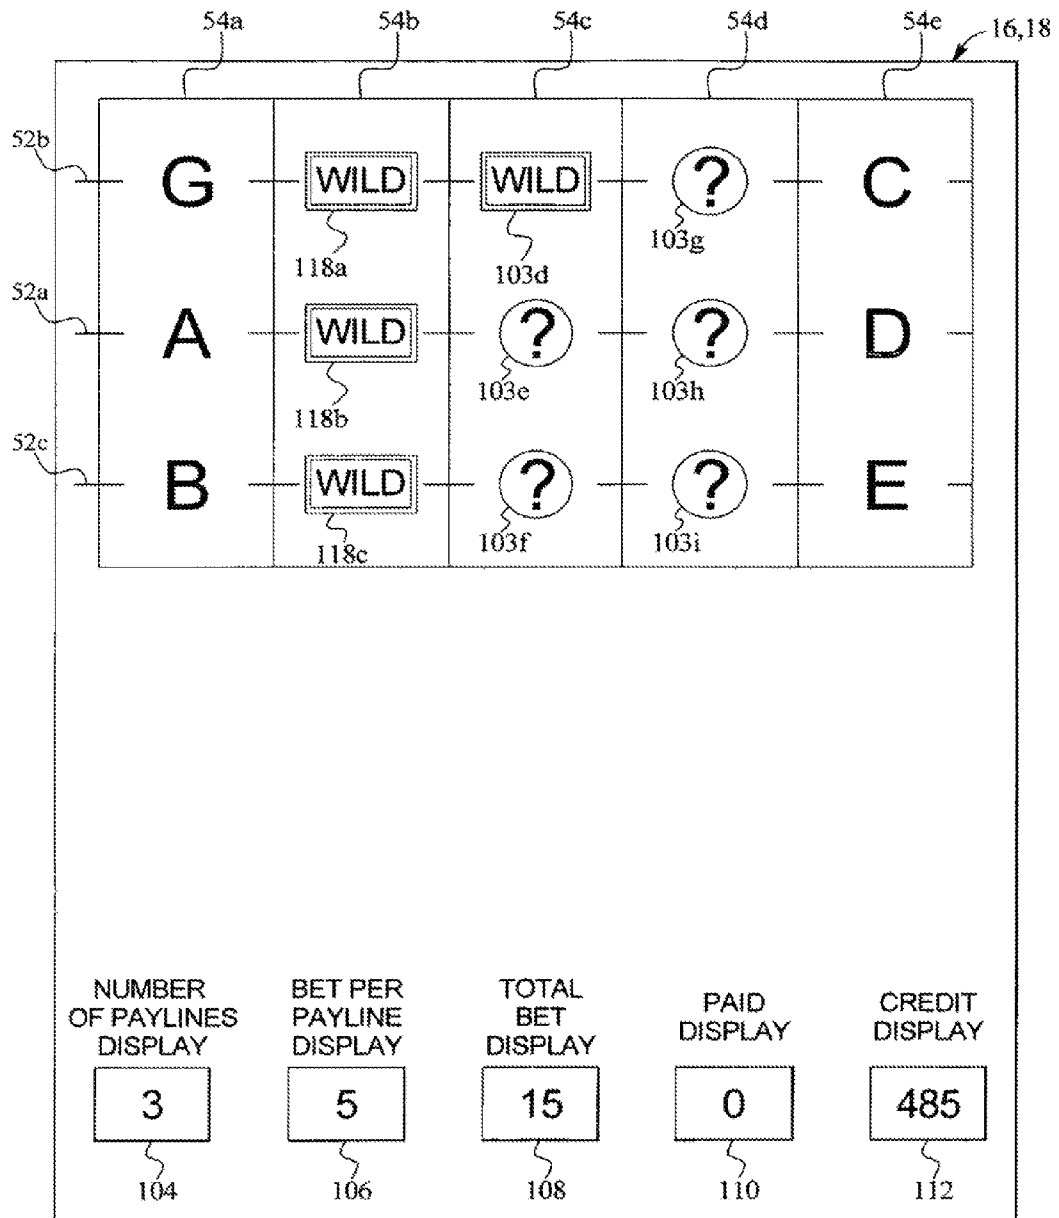 54a 54b 54c 54d 54e
16,18
52b
G WILD WILD ? C
118a 103d 103g
52a
A WILD ? ? D
118b 103e 103h
52c
B WILD ? ? E
118c 103f 103i
NUMBER
OF PAYLINES
DISPLAY
3
104
BET PER
PAYLINE
DISPLAY
5
106
TOTAL
BET
DISPLAY
15
108
PAID
DISPLAY
0
110
CREDIT
DISPLAY
485
112